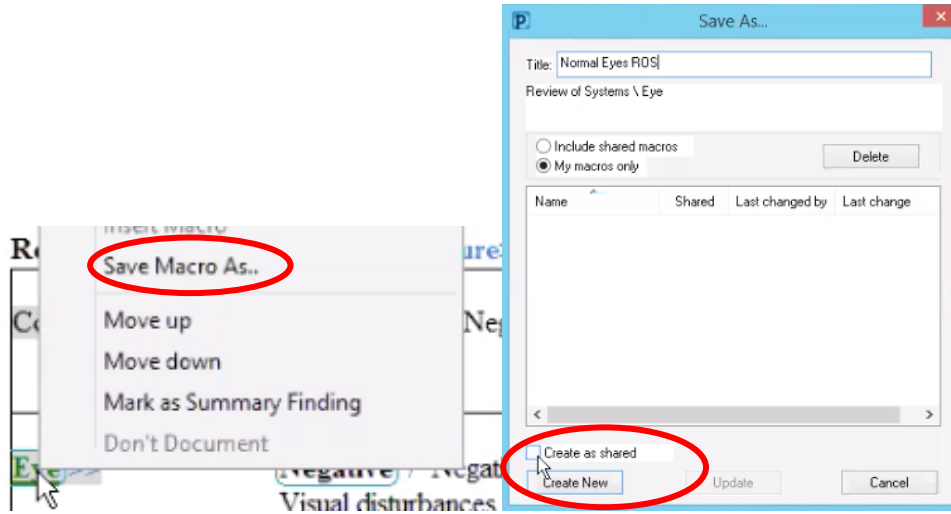 Insert Macro
Save Macro As..
Move up
Move down
Mark as Summary Finding
Don't Document
Eye>>
Negative /
Visual disturbances
P
Save As...
Title: Normal Eyes ROS
Review of Systems \ Eye
Include shared macros
My macros only
Delete
Name Shared Last changed by Last change
Create as shared
Create New Update Cancel